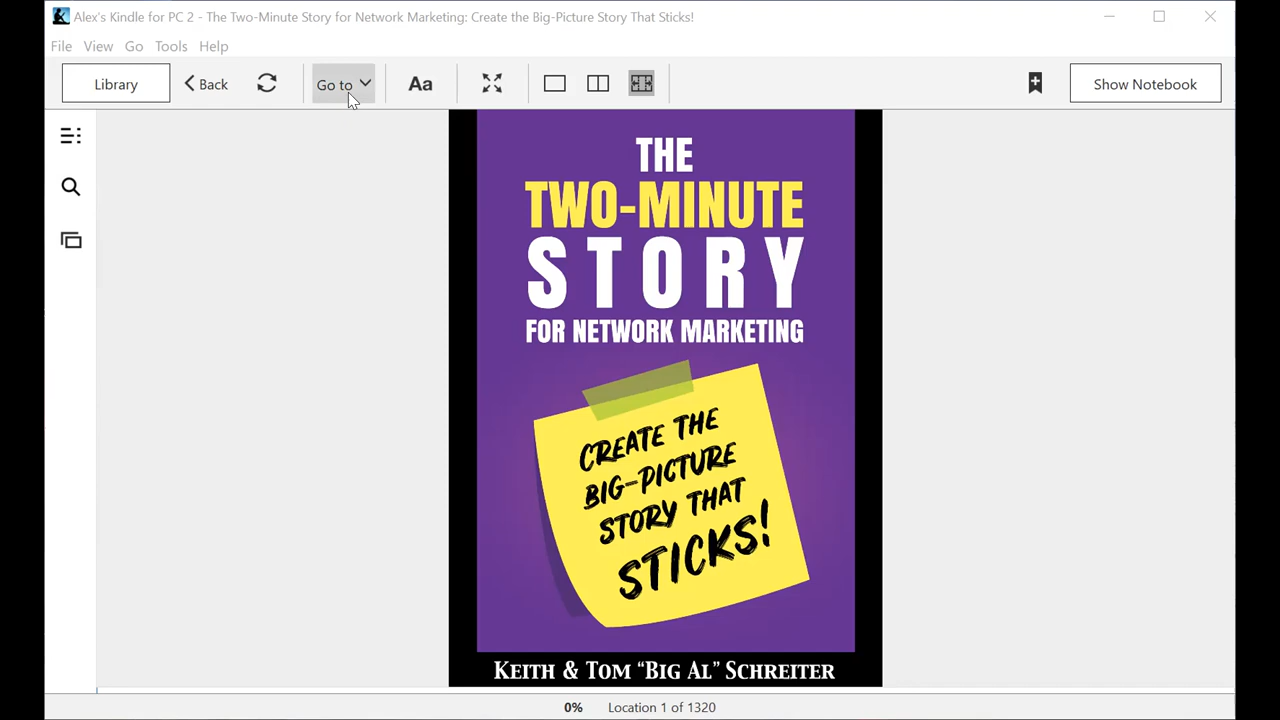 Alex's Kindle for PC 2 - The Two-Minute Story for Network Marketing: Create the Big-Picture Story That Sticks!
File View Go Tools Help
Library Back Go to Aa Show Notebook
THE
TWO-MINUTE
STORY
FOR NETWORK MARKETING
CREATE THE
BIG-PICTURE
STORY THAT
STICKS!
KEITH & TOM "BIG AL" SCHREITER
0% Location 1 of 1320